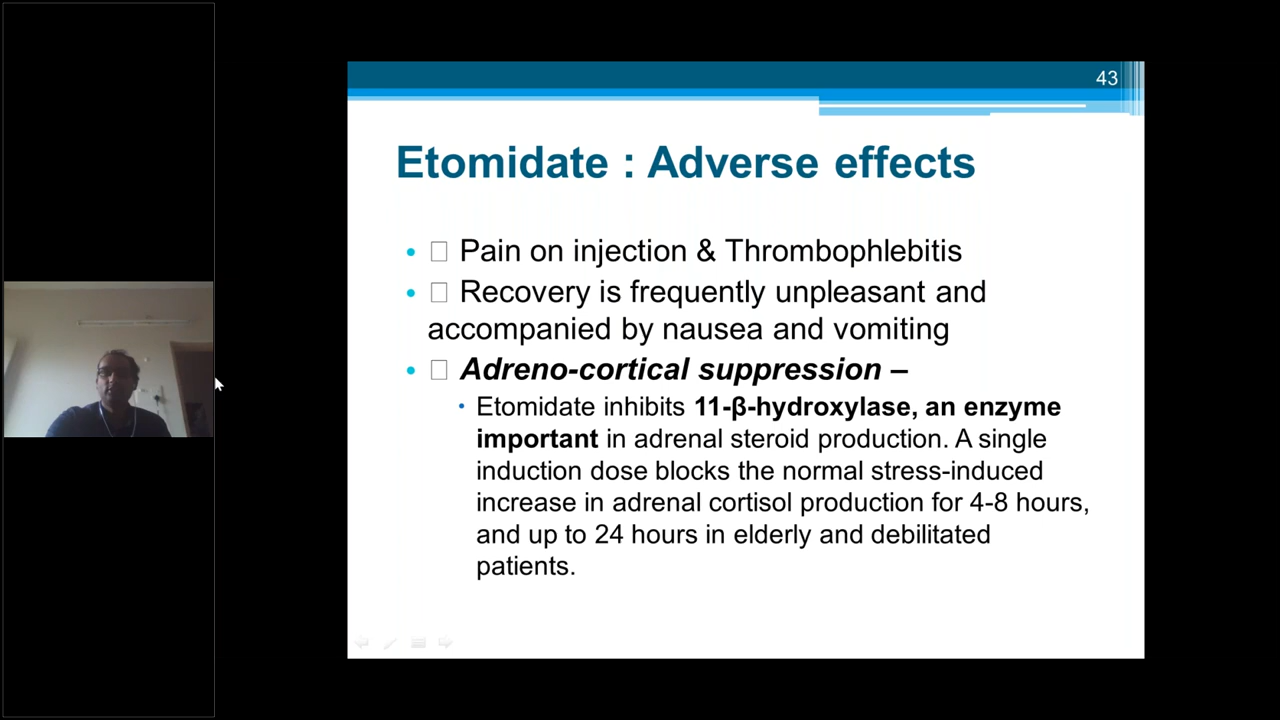 43
Etomidate : Adverse effects
• □ Pain on injection & Thrombophlebitis
• □ Recovery is frequently unpleasant and
accompanied by nausea and vomiting
• □ Adreno-cortical suppression –
• Etomidate inhibits 11-β-hydroxylase, an enzyme
important in adrenal steroid production. A single
induction dose blocks the normal stress-induced
increase in adrenal cortisol production for 4-8 hours,
and up to 24 hours in elderly and debilitated
patients.